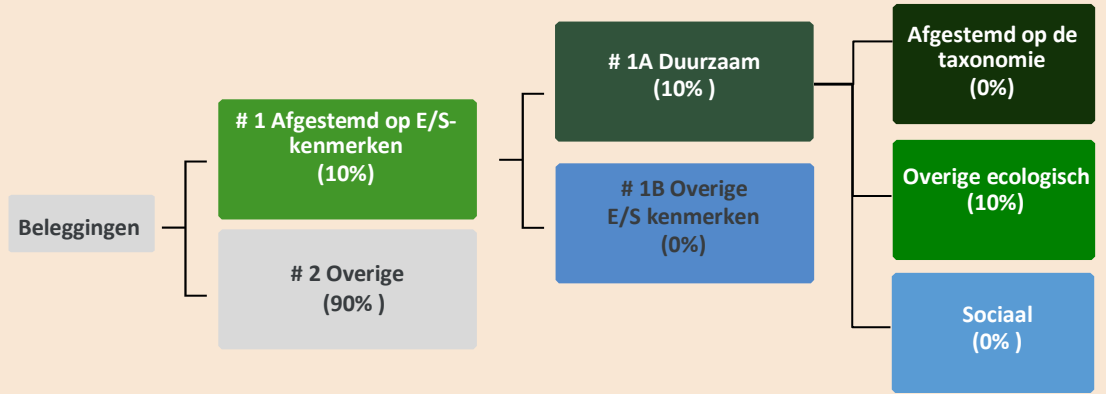 Beleggingen
# 1 Afgestemd op E/S-
kenmerken
(10%)
# 2 Overige
(90% )
# 1A Duurzaam
(10% )
# 1B Overige
E/S kenmerken
(0%)
Afgestemd op de
taxonomie
(0%)
Overige ecologisch
(10%)
Sociaal
(0% )